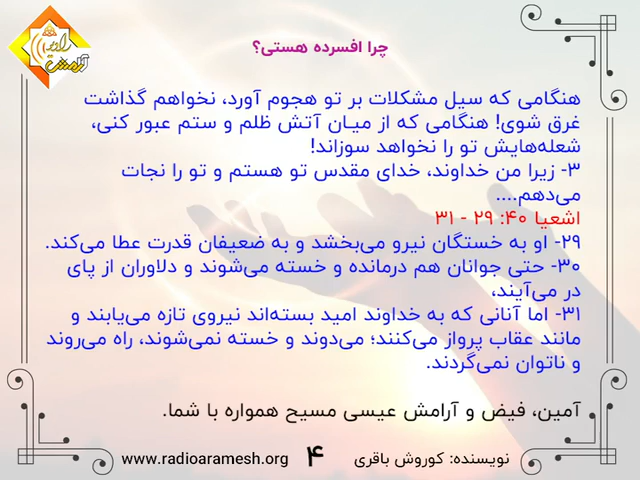 رادیو
آرامش
چرا افسرده هستی؟
هنگامی که سیل مشکلات بر تو هجوم آورد، نخواهم گذاشت
غرق شوی! هنگامی که از میـان آتش ظلم و ستم عبور کنی،
شعله‌هایش تو را نخواهد سوزاند!
۳- زیرا من خداوند، خدای مقدس تو هستم و تو را نجات
می‌دهم....
اشعیا ۴۰: ۲۹ - ۳۱
۲۹- او به خستگان نیرو می‌بخشد و به ضعیفان قدرت عطا می‌کند.
۳۰- حتی جوانان هم درمانده و خسته می‌شوند و دلاوران از پای
در می‌آیند،
۳۱- اما آنانی که به خداوند امید بسته‌اند نیروی تازه می‌یابند و
مانند عقاب پرواز می‌کنند؛ می‌دوند و خسته نمی‌شوند، راه می‌روند
و ناتوان نمی‌گردند.
آمین، فیض و آرامش عیسی مسیح همواره با شما.
نویسنده: کوروش باقری
۴
www.radioaramesh.org